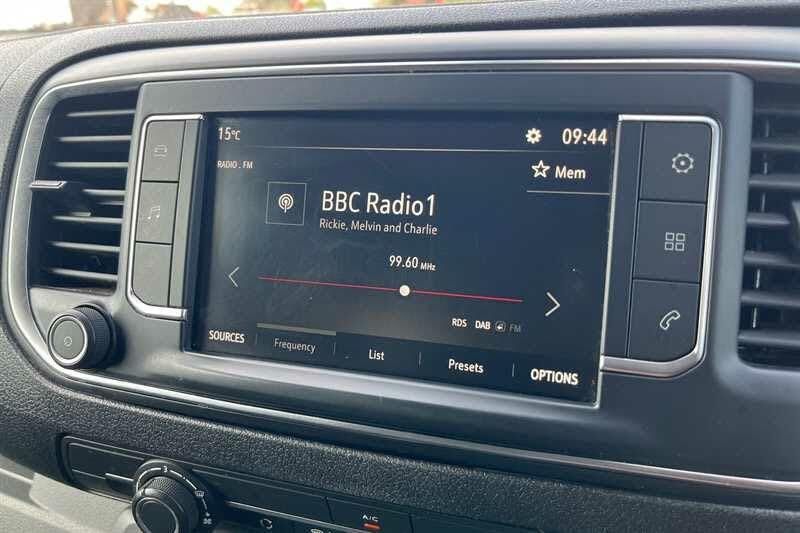 15°C
09:44
RADIO . FM
Mem
BBC Radio1
Rickie, Melvin and Charlie
99.60 MHz
RDS DAB FM
SOURCES
Frequency
List
Presets
OPTIONS
3
A/C